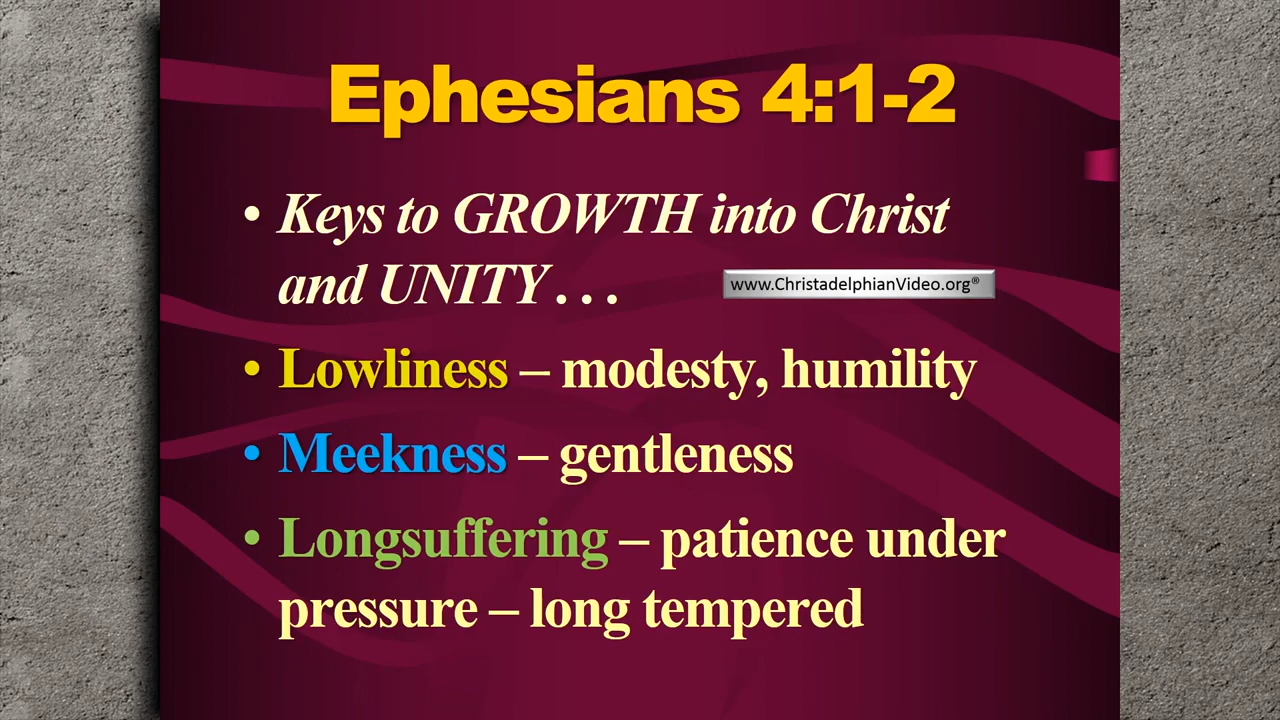 Ephesians 4:1-2
• Keys to GROWTH into Christ
and UNITY . . .
www.ChristadelphianVideo.org®
• Lowliness – modesty, humility
• Meekness – gentleness
• Longsuffering – patience under
pressure – long tempered